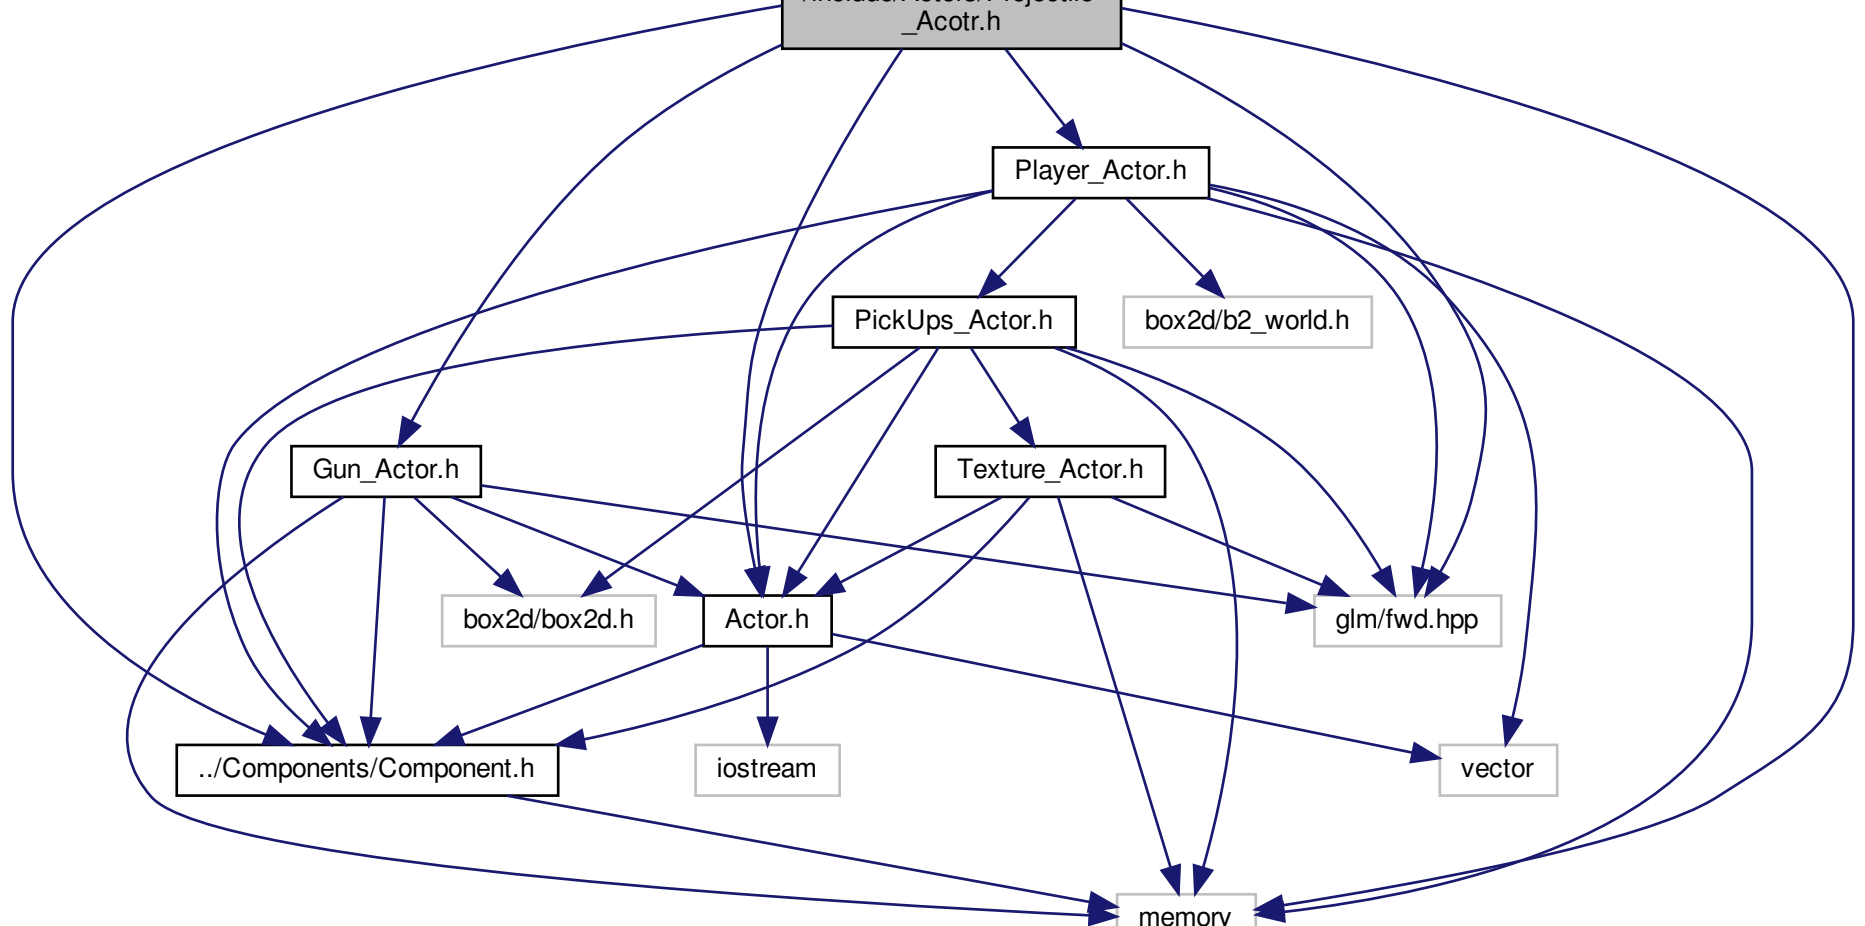 _Acotr.h
Player_Actor.h
PickUps_Actor.h
box2d/b2_world.h
Gun_Actor.h
Texture_Actor.h
box2d/box2d.h
Actor.h
glm/fwd.hpp
../Components/Component.h
iostream
vector
memory